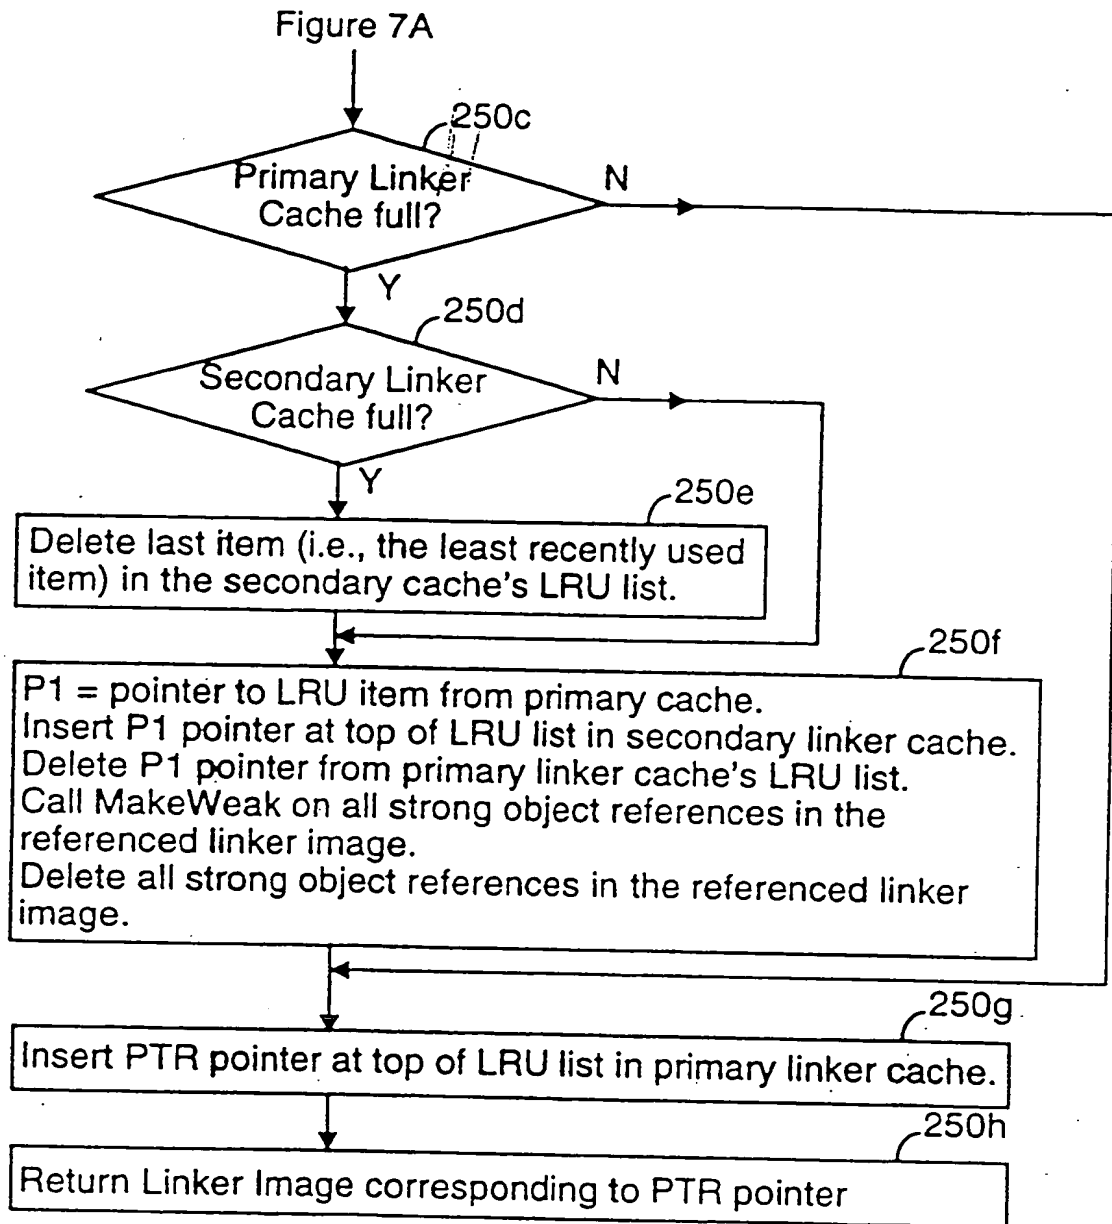 Figure 7A
250c
Primary Linker
Cache full?
N
Y
250d
Secondary Linker
Cache full?
N
Y
250e
Delete last item (i.e., the least recently used
item) in the secondary cache's LRU list.
250f
P1 = pointer to LRU item from primary cache.
Insert P1 pointer at top of LRU list in secondary linker cache.
Delete P1 pointer from primary linker cache's LRU list.
Call MakeWeak on all strong object references in the
referenced linker image.
Delete all strong object references in the referenced linker
image.
250g
Insert PTR pointer at top of LRU list in primary linker cache.
250h
Return Linker Image corresponding to PTR pointer